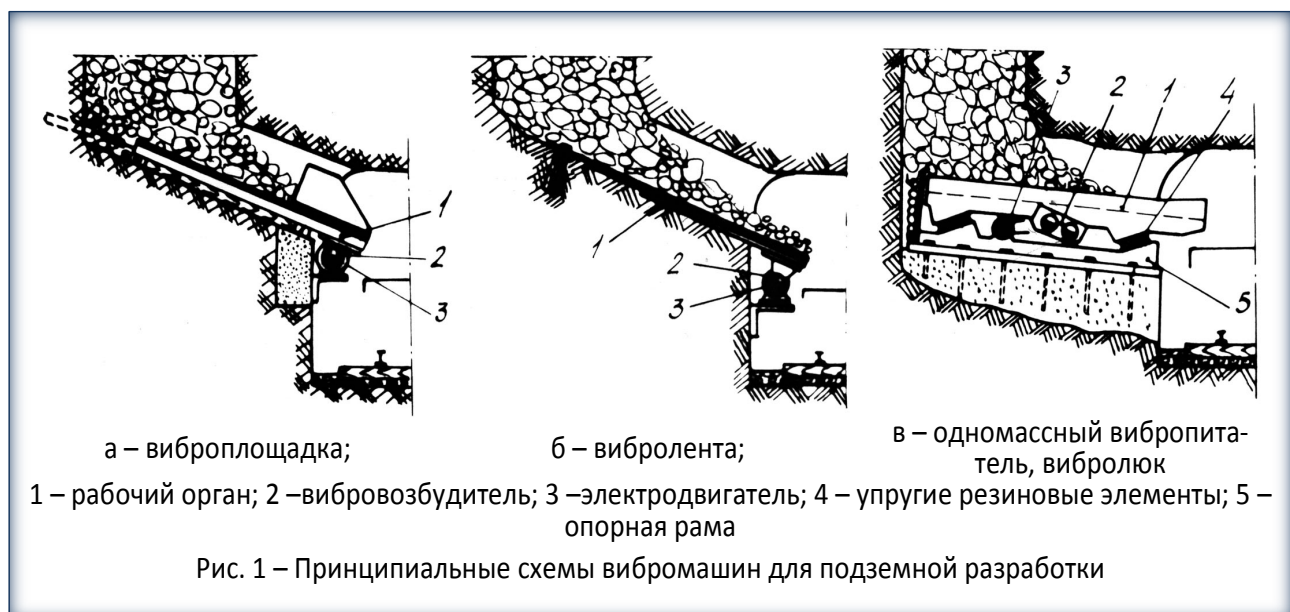 1
2
3
1
2
3
3
2
1
4
5
а – виброплощадка;
б – вибролента;
в – одномассный вибропита-
тель, вибролюк
1 – рабочий орган; 2 –вибровозбудитель; 3 –электродвигатель; 4 – упругие резиновые элементы; 5 –
опорная рама
Рис. 1 – Принципиальные схемы вибромашин для подземной разработки